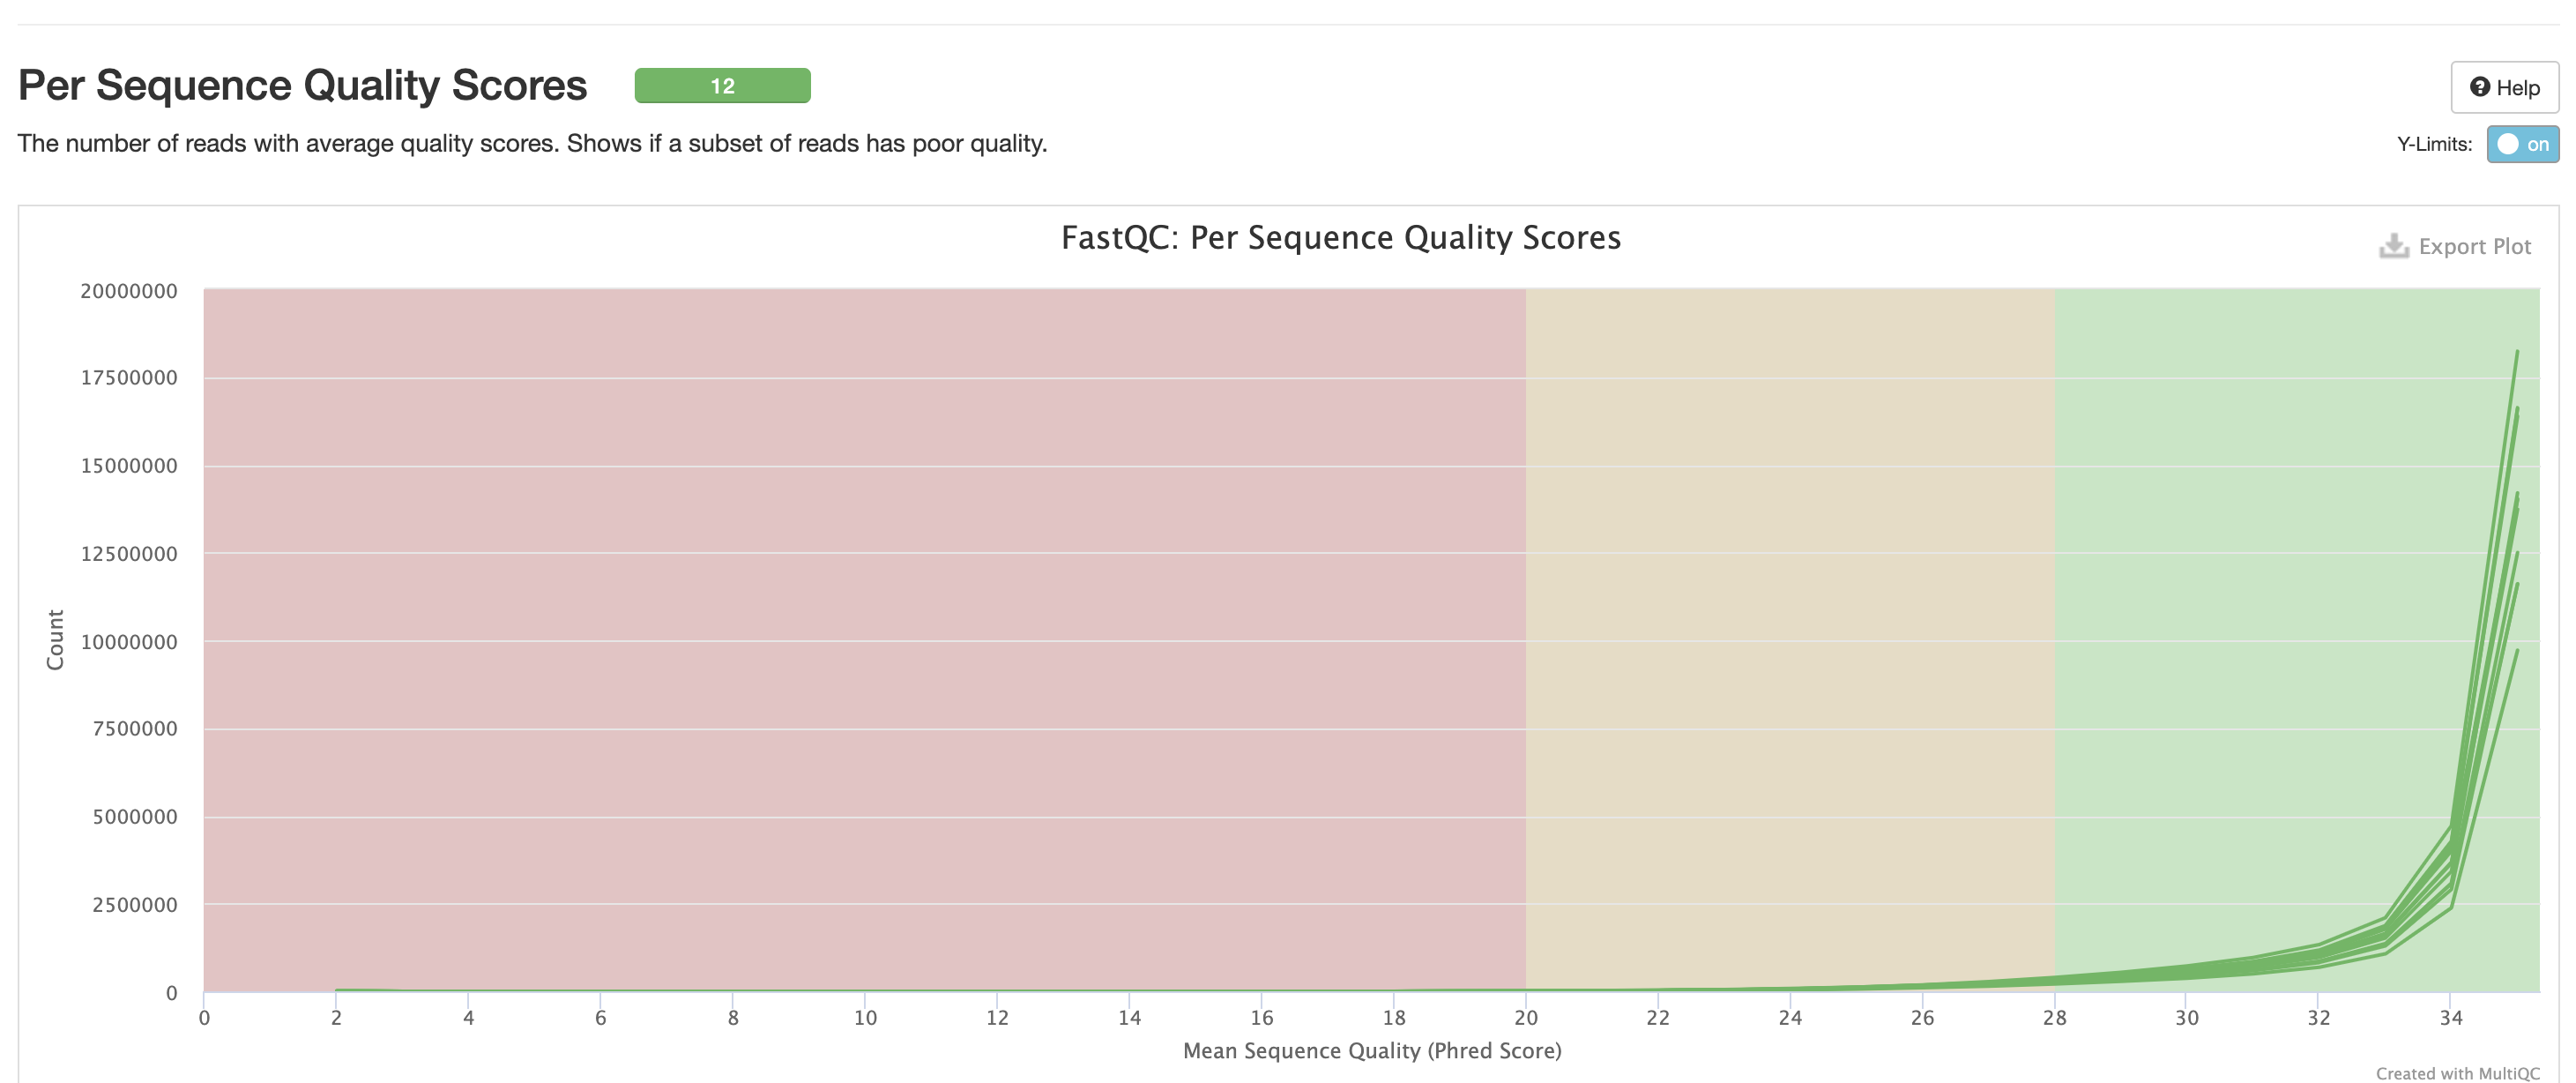 Per Sequence Quality Scores 12
Help
The number of reads with average quality scores. Shows if a subset of reads has poor quality.
Y-Limits: on
FastQC: Per Sequence Quality Scores
Export Plot
20000000
17500000
15000000
12500000
10000000
7500000
5000000
2500000
0
Count
0 2 4 6 8 10 12 14 16 18 20 22 24 26 28 30 32 34
Mean Sequence Quality (Phred Score)
Created with MultiQC